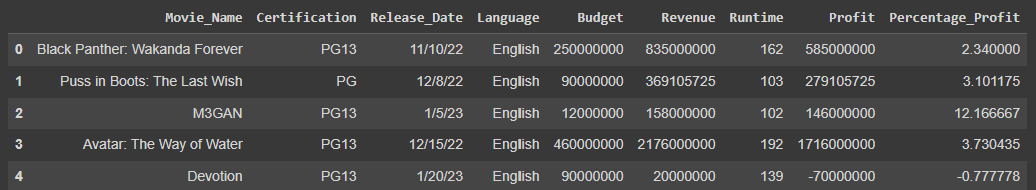 Movie_Name Certification Release_Date Language Budget Revenue Runtime Profit Percentage_Profit
0 Black Panther: Wakanda Forever PG13 11/10/22 English 250000000 835000000 162 585000000 2.340000
1 Puss in Boots: The Last Wish PG 12/8/22 English 90000000 369105725 103 279105725 3.101175
2 M3GAN PG13 1/5/23 English 12000000 158000000 102 146000000 12.166667
3 Avatar: The Way of Water PG13 12/15/22 English 460000000 2176000000 192 1716000000 3.730435
4 Devotion PG13 1/20/23 English 90000000 20000000 139 -70000000 -0.777778